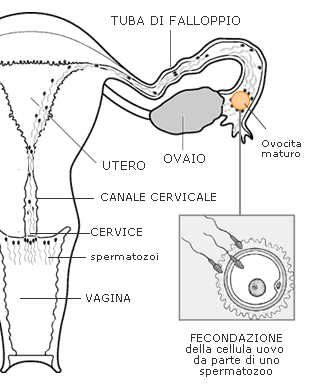 TUBA DI FALLOPPIO
Ovocita
maturo
OVAIO
UTERO
CANALE CERVICALE
CERVICE
spermatozoi
VAGINA
FECONDAZIONE
della cellula uovo
da parte di uno
spermatozoo